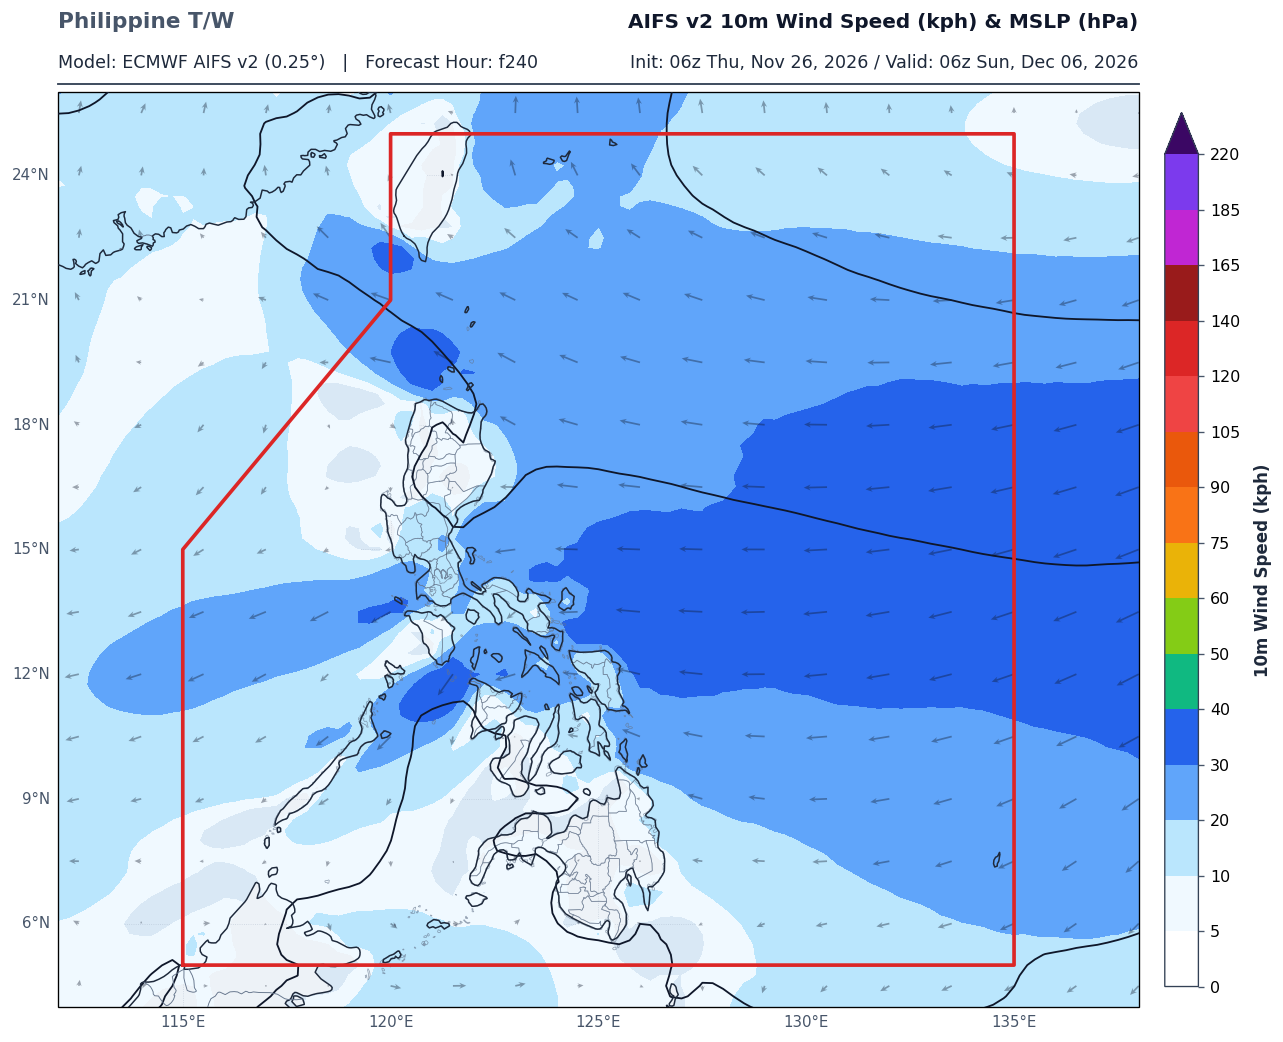 Philippine T/W
AIFS v2 10m Wind Speed (kph) & MSLP (hPa)
Model: ECMWF AIFS v2 (0.25°) | Forecast Hour: f240
Init: 06z Thu, Nov 26, 2026 / Valid: 06z Sun, Dec 06, 2026
24°N
21°N
18°N
15°N
12°N
9°N
6°N
115°E
120°E
125°E
130°E
135°E
220
185
165
140
120
105
90
75
60
50
40
30
20
10
5
0
10m Wind Speed (kph)